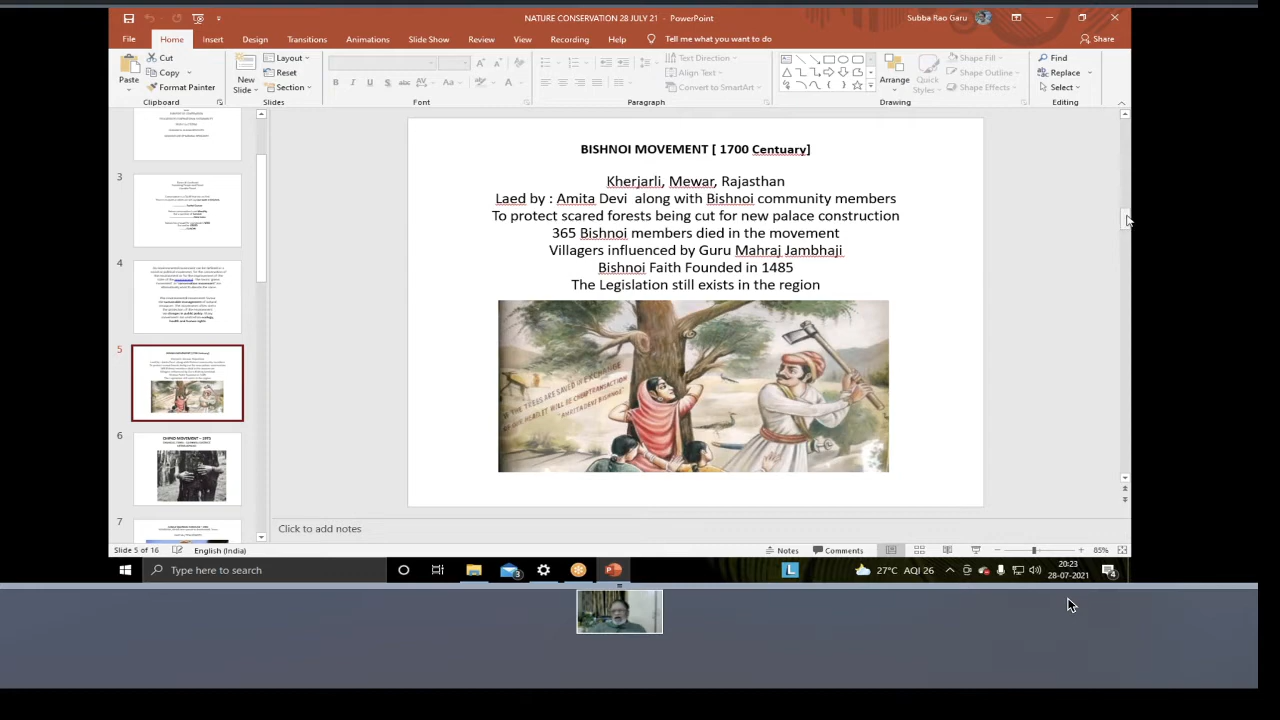 NATURE CONSERVATION 28 JULY 21 - PowerPoint
Subba Rao Garu
File Home Insert Design Transitions Animations Slide Show Review View Recording Help Tell me what you want to do Share
Paste
Cut
Copy
Format Painter
Clipboard
New Slide
Layout
Reset
Section
Slides
B I U S abc AV Aa A
Font
Text Direction
Align Text
Convert to SmartArt
Paragraph
Arrange
Quick Styles
Shape Fill
Shape Outline
Shape Effects
Drawing
Find
Replace
Select
Editing
3
4
5
6
7
BISHNOI MOVEMENT [ 1700 Centuary]
Kherjarli, Mewar, Rajasthan
Laed by : Amita Devi along with Bishnoi community members
To protect scared forests being cut for new palace construction
365 Bishnoi members died in the movement
Villagers influenced by Guru Mahraj Jambhaji
Bishnoi Faith Founded in 1485
The Legislation still exists in the region
Click to add notes
Slide 5 of 16 English (India) Notes Comments 85%
Type here to search
3
L
27°C AQI 26
20:23
28-07-2021
4